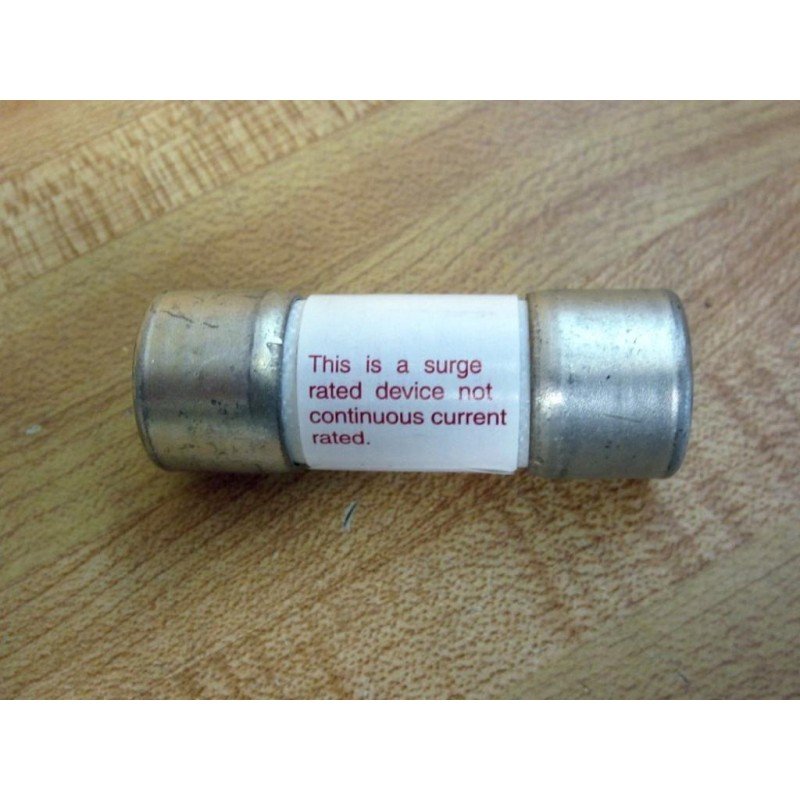 This is a surge
rated device not
continuous current
rated.